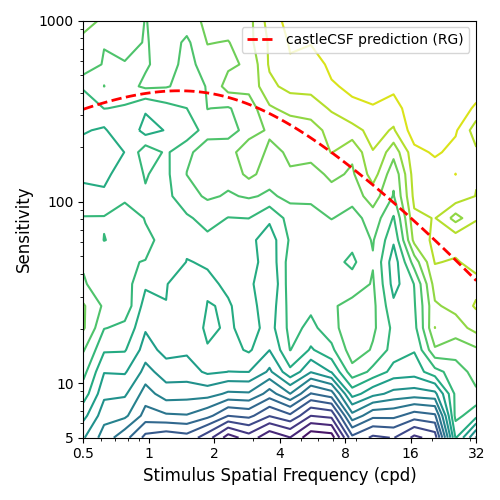 castleCSF prediction (RG)
1000
100
10
5
Sensitivity
0.5 1 2 4 8 16 32
Stimulus Spatial Frequency (cpd)